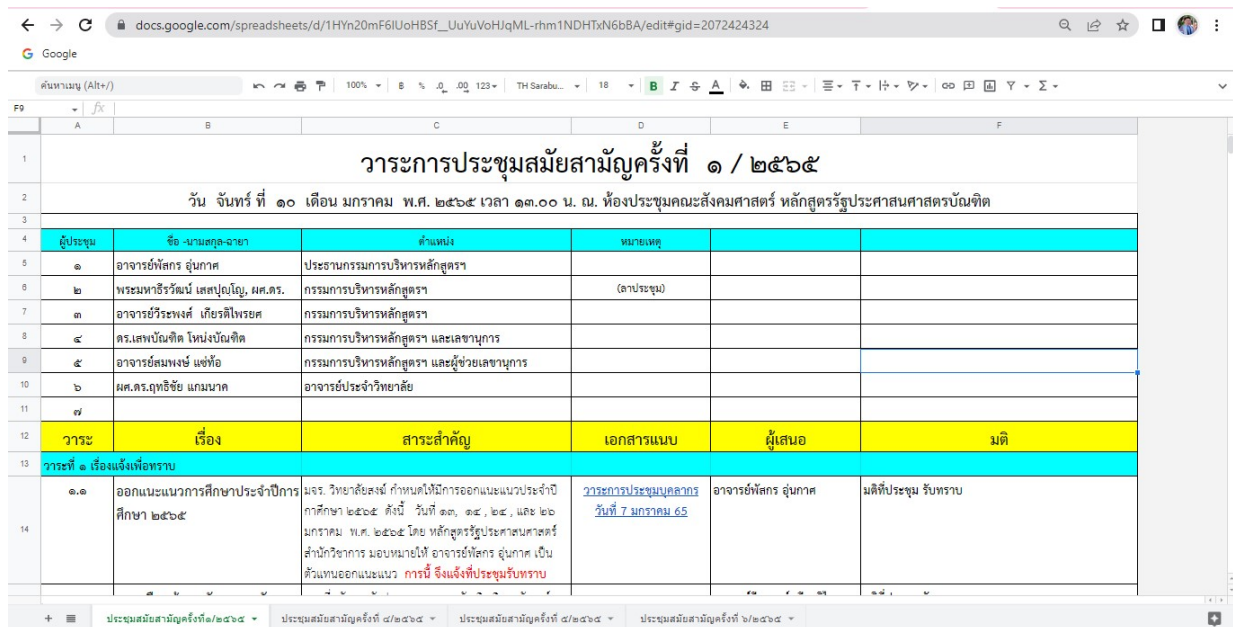 docs.google.com/spreadsheets/d/1HYn20mF6IUoHBSf__UuYuVoHJqML-rhm1NDHTxN6bBA/edit#gid=2072424324
G Google
ค้นหาเมนู (Alt+/) 100% B % .0 .00 123 TH Sarabu... 18 B I S A
F9 fx
A B C D E F
1 วาระการประชุมสมัยสามัญครั้งที่ ๑ / ๒๕๖๕
2 วัน จันทร์ ที่ ๑๐ เดือน มกราคม พ.ศ. ๒๕๖๕ เวลา ๑๓.๐๐ น. ณ. ห้องประชุมคณะสังคมศาสตร์ หลักสูตรรัฐประศาสนศาสตรบัณฑิต
3
4 ผู้ประชุม ชื่อ -นามสกุล-ฉายา ตำแหน่ง หมายเหตุ
5 ๑ อาจารย์พัสกร อุ่นกาศ ประธานกรรมการบริหารหลักสูตรฯ
6 ๒ พระมหาธีรวัฒน์ เสสปุญฺโญ, ผศ.ดร. กรรมการบริหารหลักสูตรฯ (ลาประชุม)
7 ๓ อาจารย์วีระพงศ์ เกียรติไพรยศ กรรมการบริหารหลักสูตรฯ
8 ๔ ดร.เสพบัณฑิต โหน่งบัณฑิต กรรมการบริหารหลักสูตรฯ และเลขานุการ
9 ๕ อาจารย์สมพงษ์ แซ่ท้อ กรรมการบริหารหลักสูตรฯ และผู้ช่วยเลขานุการ
10 ๖ ผศ.ดร.ฤทธิชัย แกมนาค อาจารย์ประจำวิทยาลัย
11 ๗
12 วาระ เรื่อง สาระสำคัญ เอกสารแนบ ผู้เสนอ มติ
13 วาระที่ ๑ เรื่องแจ้งเพื่อทราบ
14 ๑.๑ ออกแนะแนวการศึกษาประจำปีการ
ศึกษา ๒๕๖๕
มจร. วิทยาลัยสงฆ์ กำหนดให้มีการออกแนะแนวประจำปี
กาศึกษา ๒๕๖๕ ดังนี้ วันที่ ๑๓, ๑๔ , ๒๔ , และ ๒๖
มกราคม พ.ศ. ๒๕๖๕ โดย หลักสูตรรัฐประศาสนศาสตร์
สำนักวิชาการ มอบหมายให้ อาจารย์พัสกร อุ่นกาศ เป็น
ตัวแทนออกแนะแนว การนี้ จึงแจ้งที่ประชุมรับทราบ
วาระการประชุมบุคลากร
วันที่ 7 มกราคม 65
อาจารย์พัสกร อุ่นกาศ
มติที่ประชุม รับทราบ
ประชุมสมัยสามัญครั้งที่๑/๒๕๖๕ ประชุมสมัยสามัญครั้งที่ ๔/๒๕๖๕ ประชุมสมัยสามัญครั้งที่ ๕/๒๕๖๕ ประชุมสมัยสามัญครั้งที่ ๖/๒๕๖๕